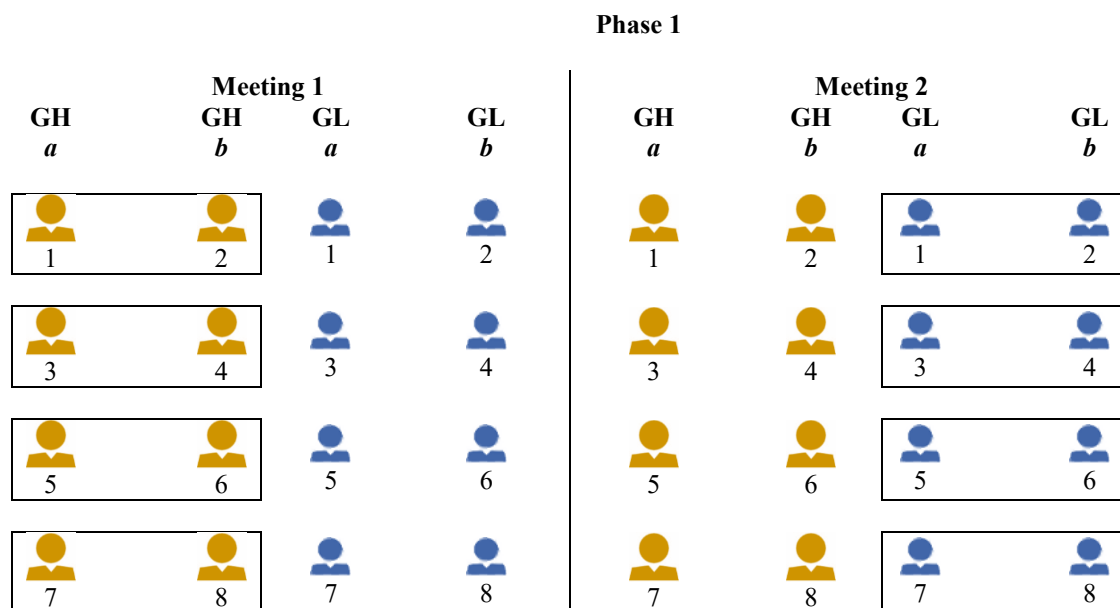 Phase 1
Meeting 1 Meeting 2
GH GH GL GL GH GH GL GL
a b a b a b a b
1 2 1 2 1 2 1 2
3 4 3 4 3 4 3 4
5 6 5 6 5 6 5 6
7 8 7 8 7 8 7 8